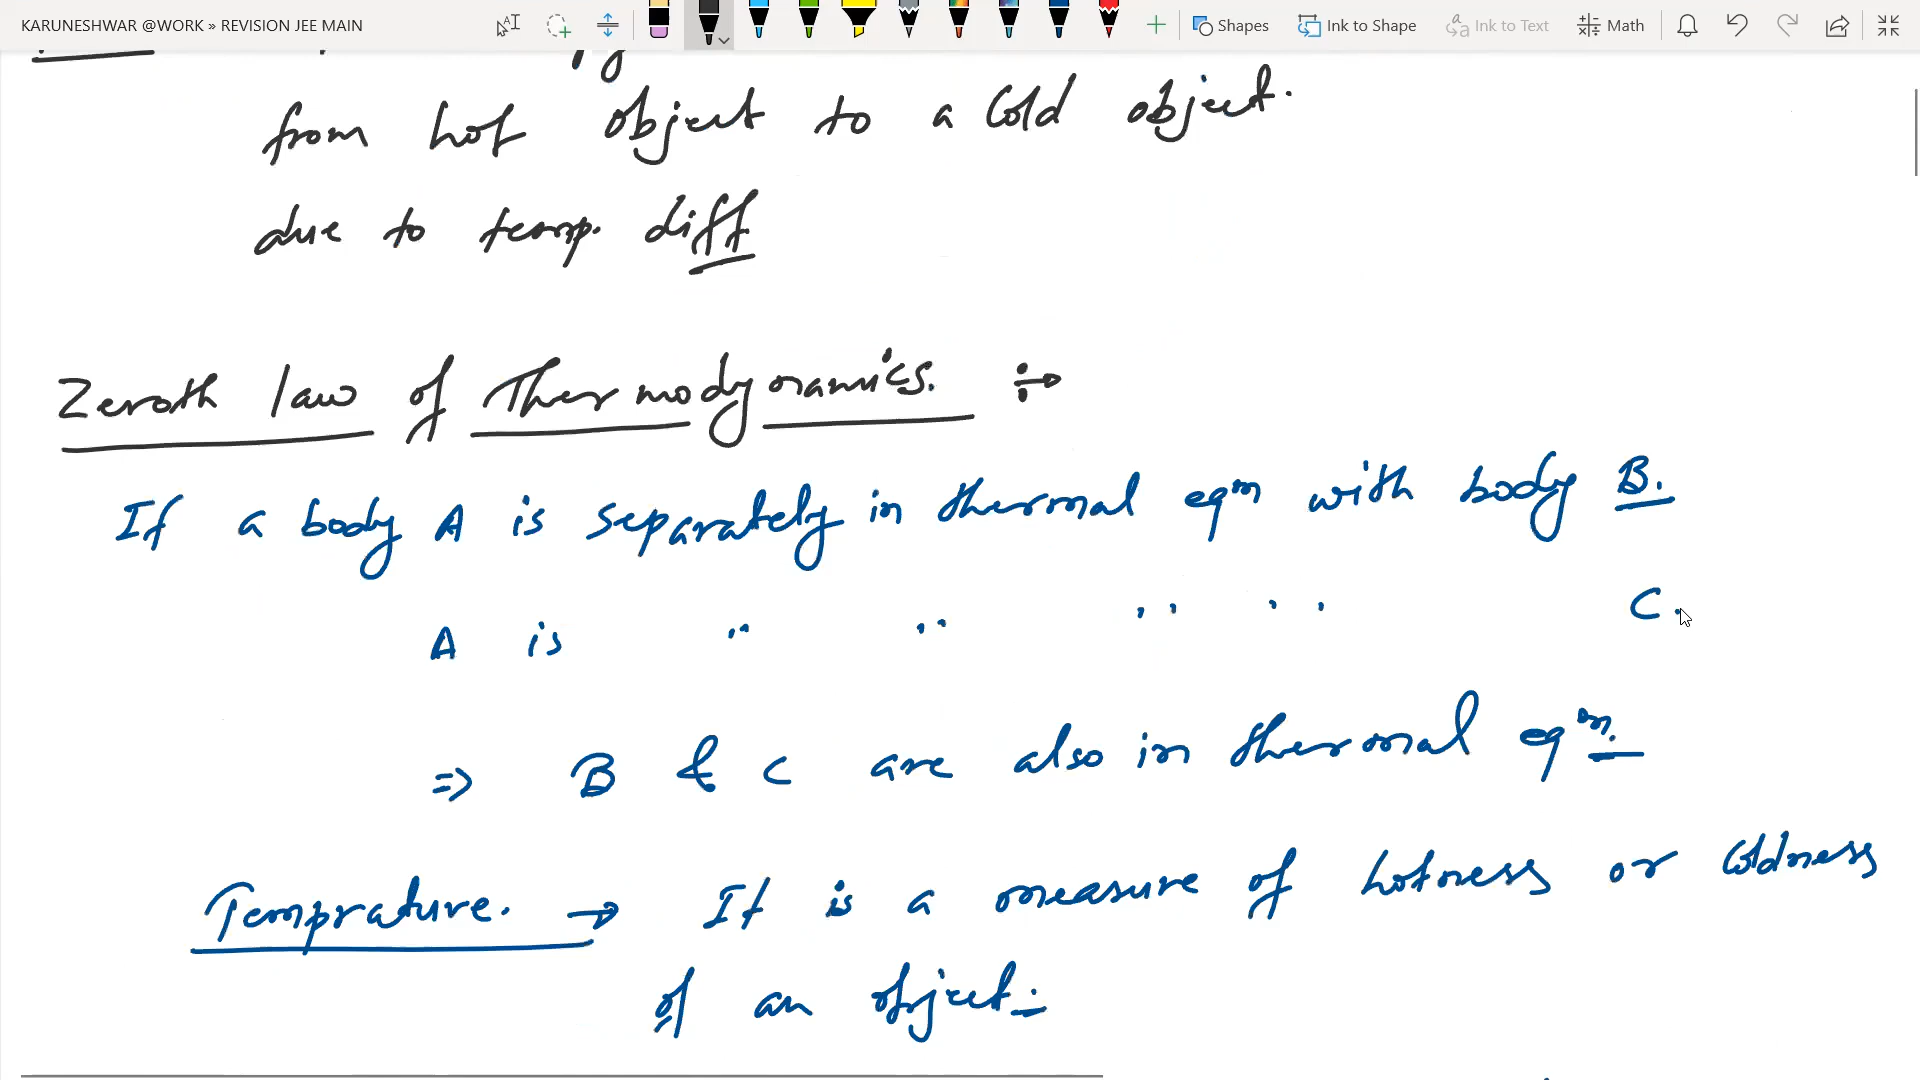 KARUNESHWAR @WORK » REVISION JEE MAIN
Shapes Ink to Shape Ink to Text Math
from hot object to a Cold object.
due to temp. diff
Zeroth law of Thermodynamics. :→
If a body A is separately in thermal eqm with body B.
A is " " " " C.
=> B & C are also in thermal eqm.
Temprature. → It is a measure of hotness or Coldness
of an object.